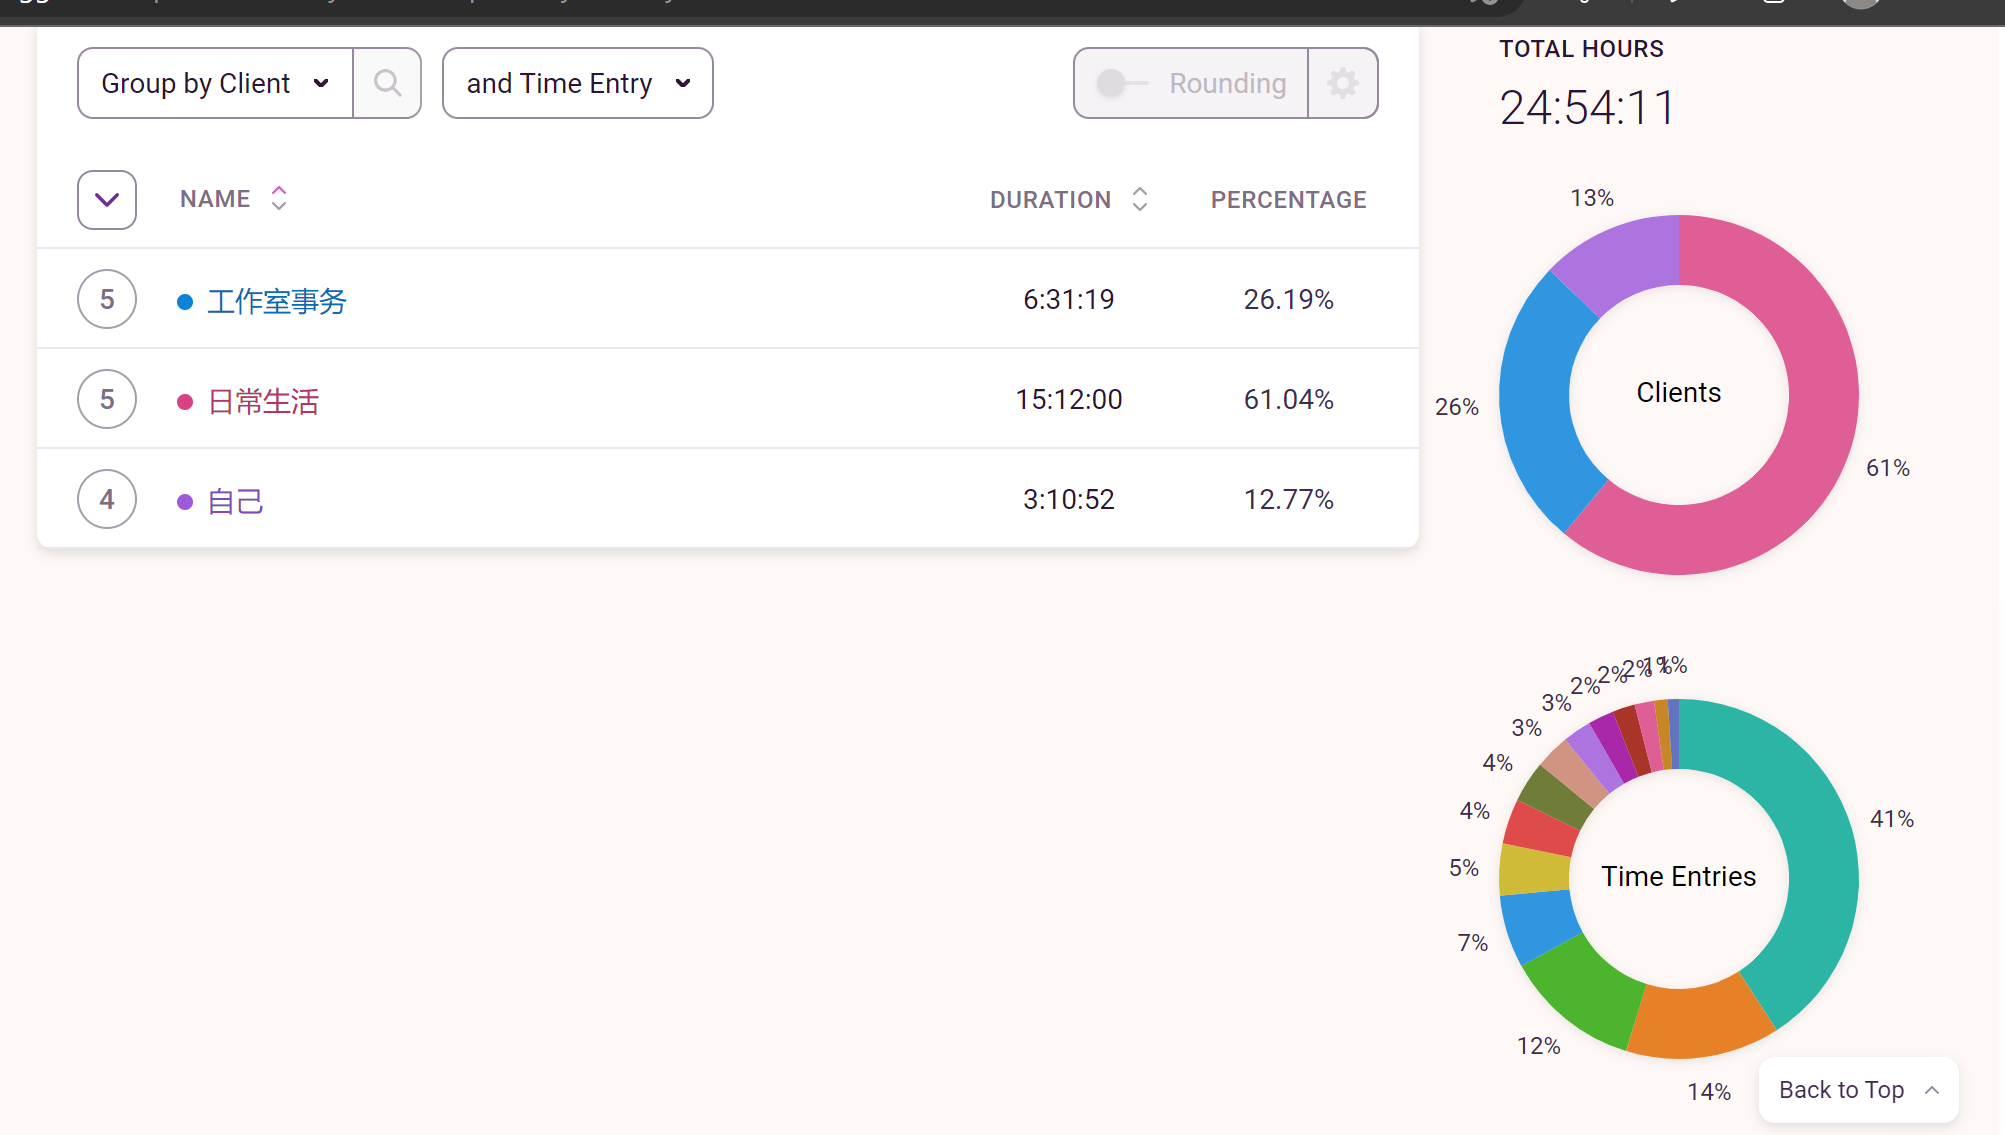 Group by Client
and Time Entry
Rounding
NAME
DURATION
PERCENTAGE
5
工作室事务
6:31:19
26.19%
5
日常生活
15:12:00
61.04%
4
自己
3:10:52
12.77%
TOTAL HOURS
24:54:11
13%
26%
Clients
61%
1%
1%
2%
2%
2%
3%
3%
4%
4%
5%
7%
12%
14%
41%
Time Entries
Back to Top